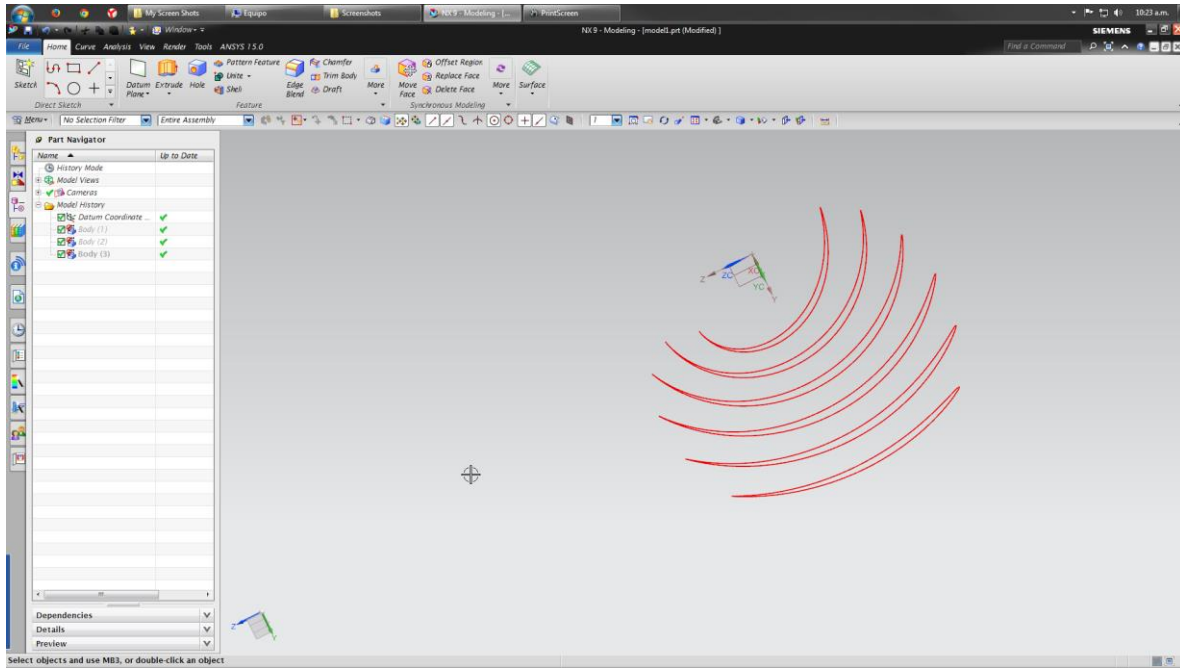 My Screen Shots
Equipo
Screenshots
NX 9 - Modeling - [...
PrintScreen
10:23 a.m.
Window
NX 9 - Modeling - [model1.prt (Modified) ]
SIEMENS
File Home Curve Analysis View Render Tools ANSYS 15.0
Find a Command
Sketch
Datum Plane
Extrude
Hole
Pattern Feature
Unite
Shell
Edge Blend
Chamfer
Trim Body
Draft
More
Move Face
Offset Region
Replace Face
Delete Face
More
Surface
Direct Sketch
Feature
Synchronous Modeling
Menu
No Selection Filter
Entire Assembly
Part Navigator
Name
Up to Date
History Mode
Model Views
Cameras
Model History
Datum Coordinate ...
Body (1)
Body (2)
Body (3)
Z
ZC
XC
YC
Y
Dependencies
Details
Preview
Z
Y
Select objects and use MB3, or double-click an object